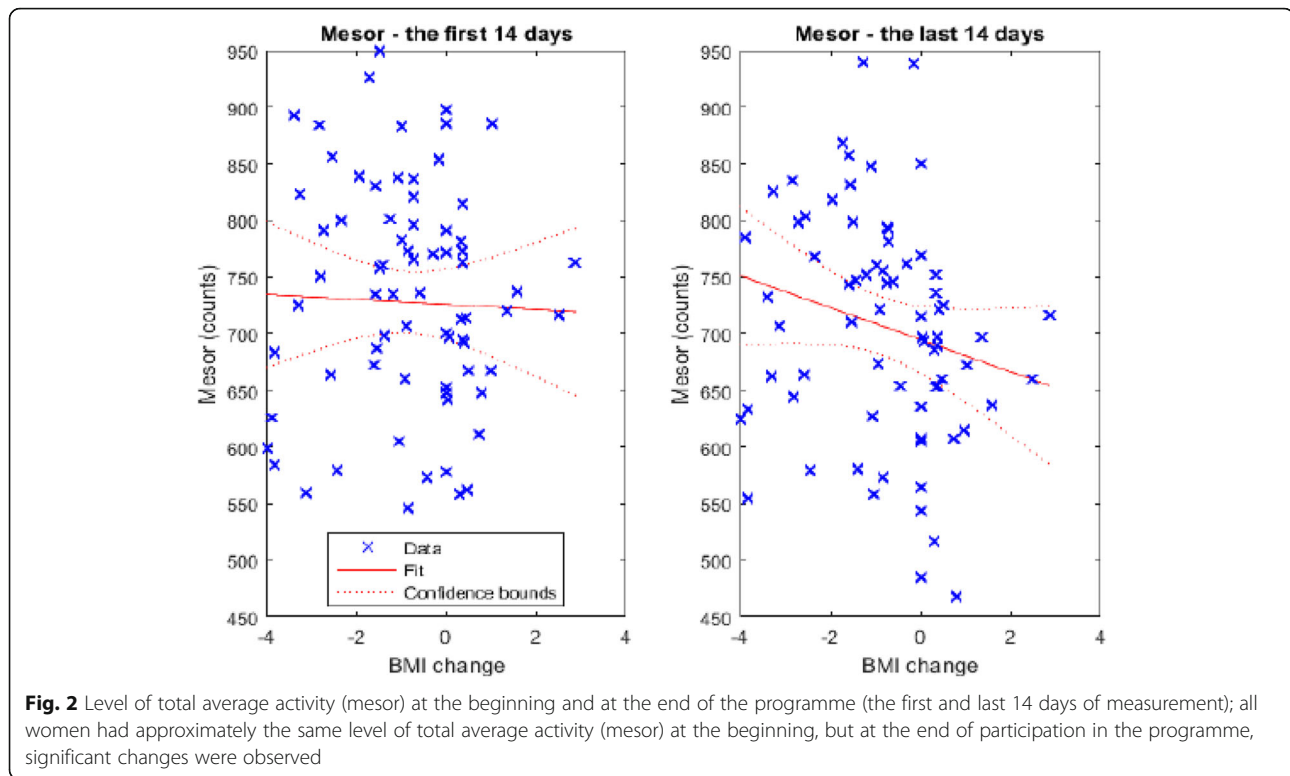 Mesor - the first 14 days
950
900
850
800
750
700
650
600
550
500
450
Mesor (counts)
Data
Fit
Confidence bounds
-4 -2 0 2 4
BMI change
Mesor - the last 14 days
950
900
850
800
750
700
650
600
550
500
450
Mesor (counts)
-4 -2 0 2 4
BMI change
Fig. 2 Level of total average activity (mesor) at the beginning and at the end of the programme (the first and last 14 days of measurement); all
women had approximately the same level of total average activity (mesor) at the beginning, but at the end of participation in the programme,
significant changes were observed